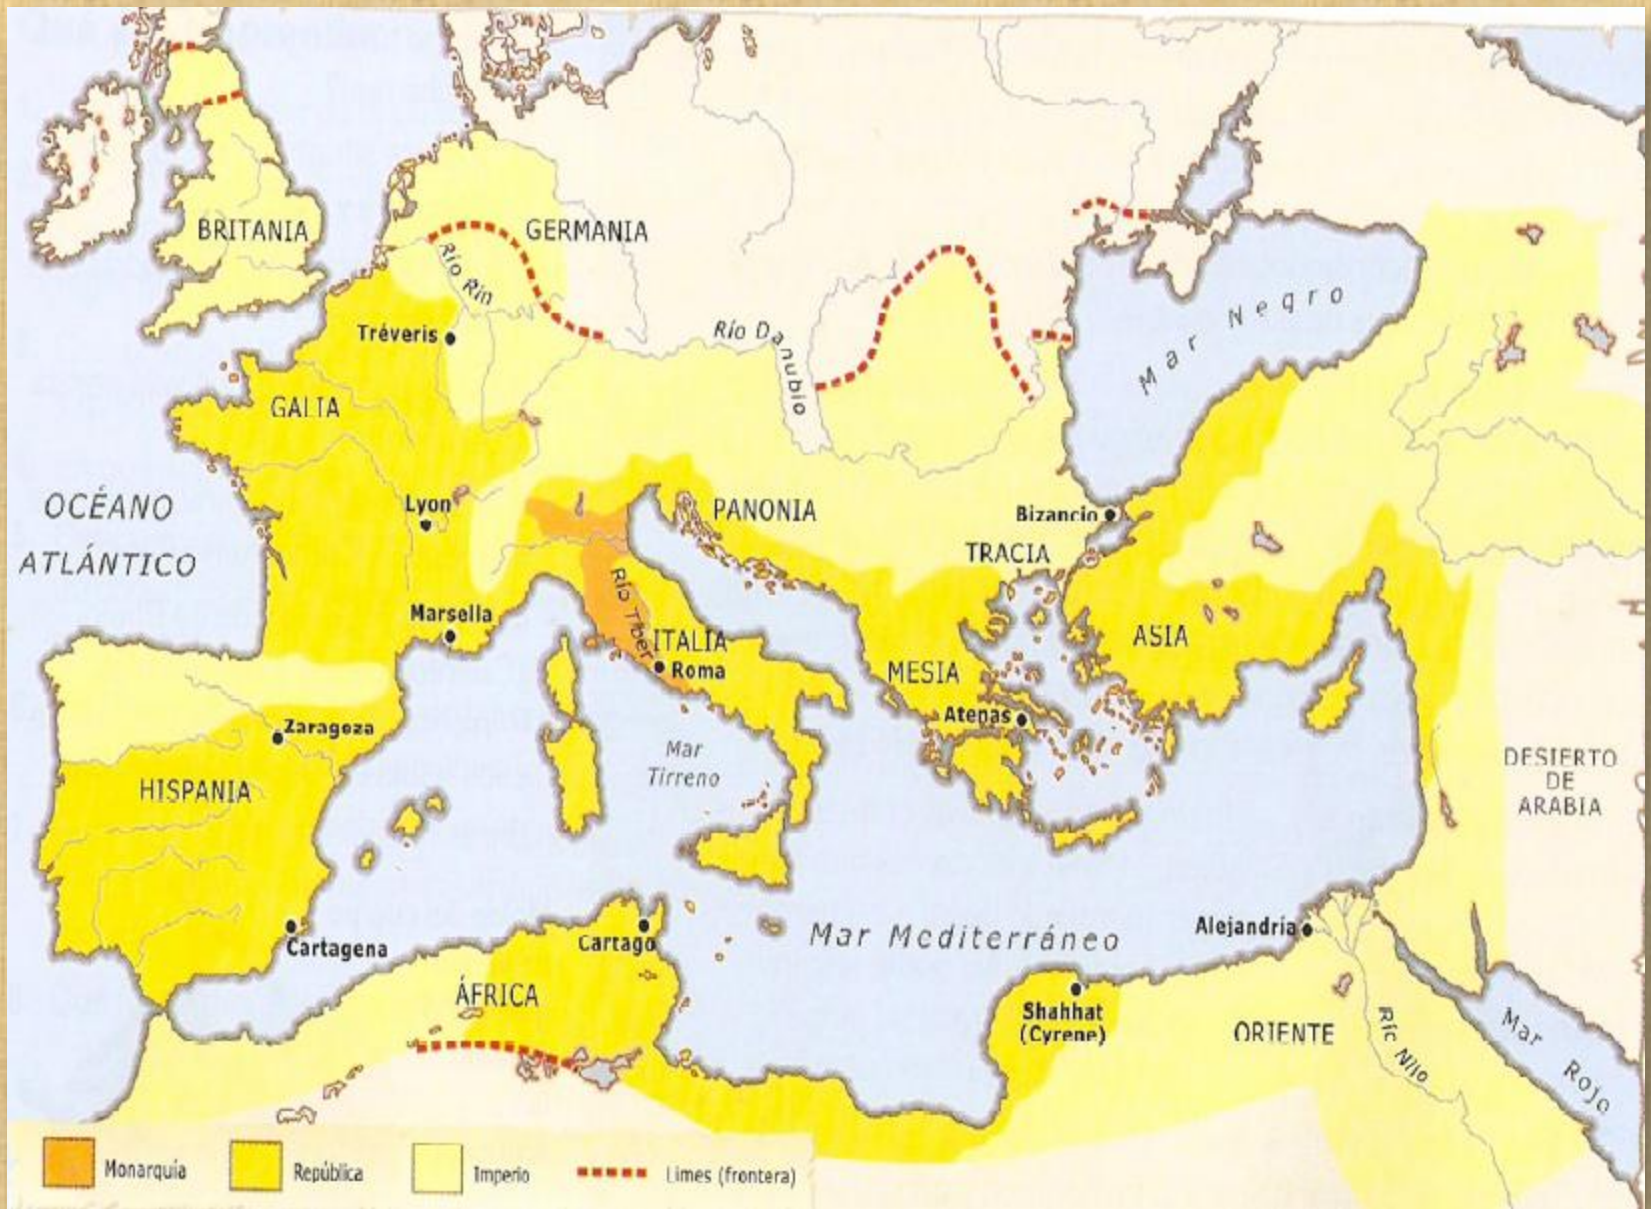 BRITANIA
GERMANIA
Río Rin
Tréveris
Río Danubio
Mar Negro
GALIA
OCÉANO
ATLÁNTICO
Lyon
PANONIA
Bizancio
TRACIA
Río Tíber
Marsella
ITALIA
Roma
ASIA
MESIA
Atenas
Zaragoza
HISPANIA
Mar
Tirreno
DESIERTO
DE
ARABIA
Cartagena
Cartago
Mar Mediterráneo
Alejandría
ÁFRICA
Shahhat
(Cyrene)
ORIENTE
Río Nilo
Mar Rojo
Monarquía
República
Imperio
Limes (frontera)